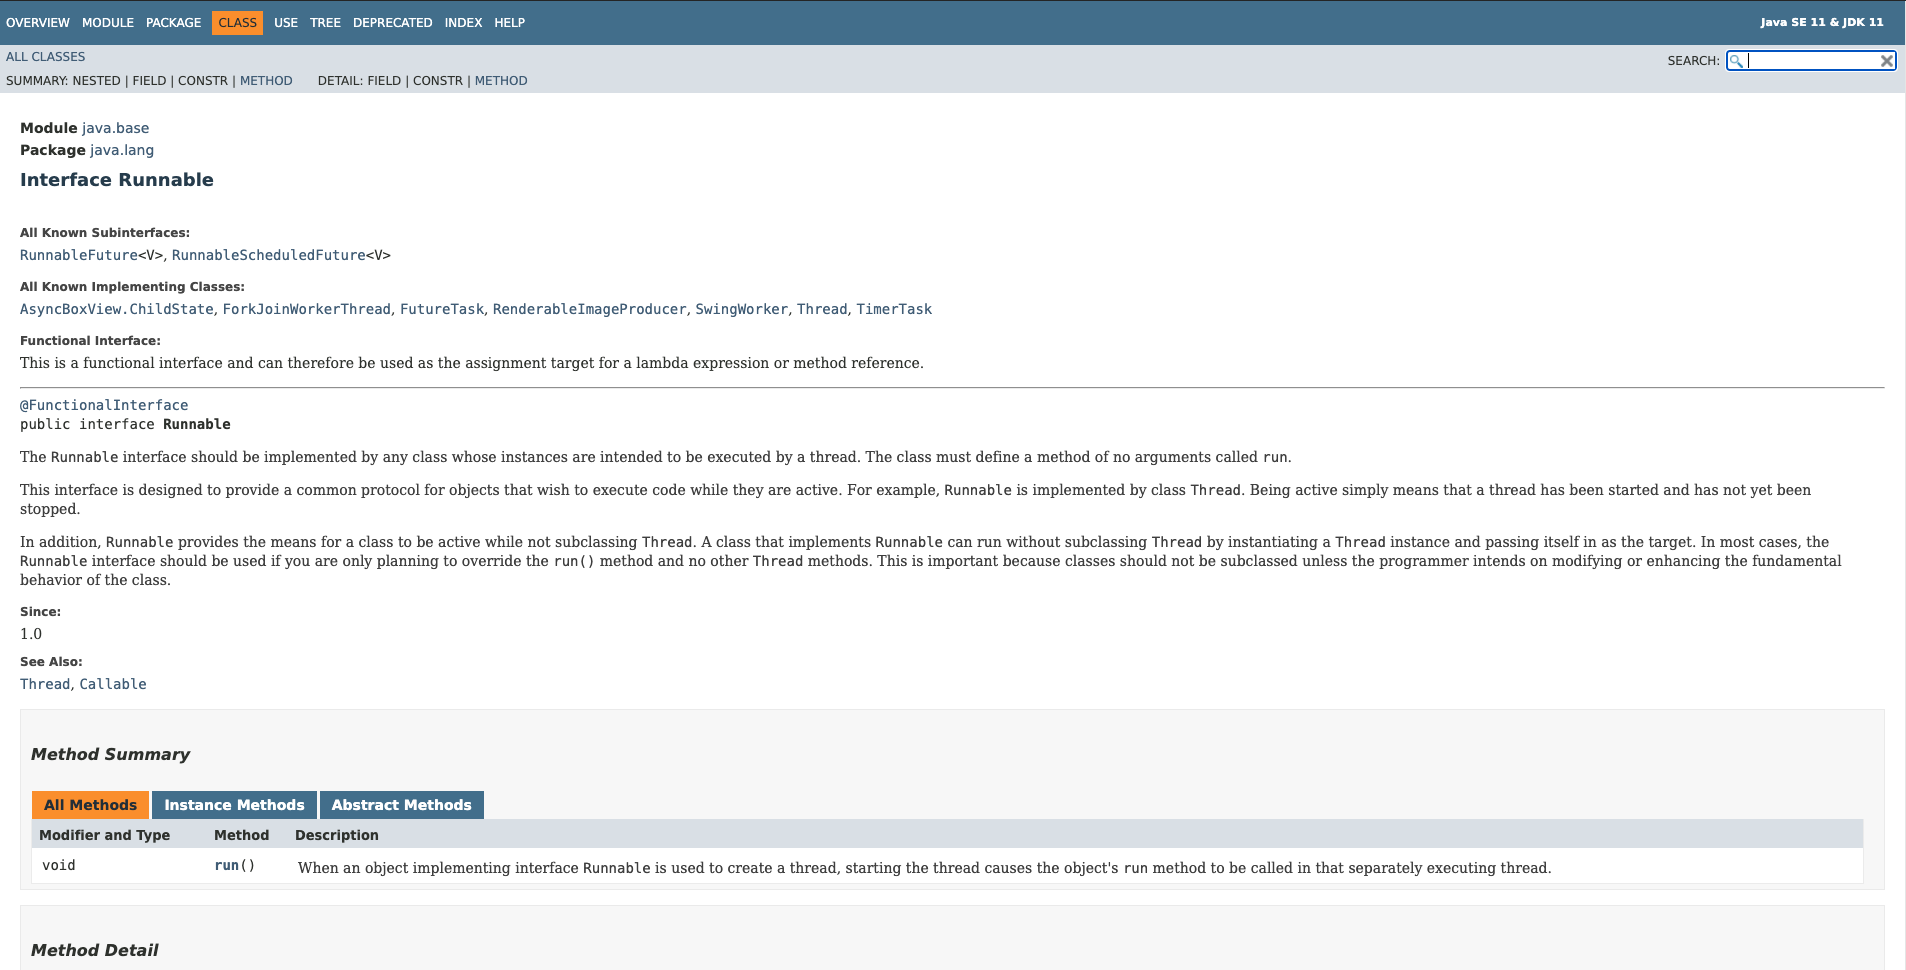 OVERVIEW MODULE PACKAGE CLASS USE TREE DEPRECATED INDEX HELP
Java SE 11 & JDK 11
ALL CLASSES
SEARCH:
SUMMARY: NESTED | FIELD | CONSTR | METHOD DETAIL: FIELD | CONSTR | METHOD
Module java.base
Package java.lang
Interface Runnable
All Known Subinterfaces:
RunnableFuture<V>, RunnableScheduledFuture<V>
All Known Implementing Classes:
AsyncBoxView.ChildState, ForkJoinWorkerThread, FutureTask, RenderableImageProducer, SwingWorker, Thread, TimerTask
Functional Interface:
This is a functional interface and can therefore be used as the assignment target for a lambda expression or method reference.
@FunctionalInterface
public interface Runnable
The Runnable interface should be implemented by any class whose instances are intended to be executed by a thread. The class must define a method of no arguments called run.
This interface is designed to provide a common protocol for objects that wish to execute code while they are active. For example, Runnable is implemented by class Thread. Being active simply means that a thread has been started and has not yet been
stopped.
In addition, Runnable provides the means for a class to be active while not subclassing Thread. A class that implements Runnable can run without subclassing Thread by instantiating a Thread instance and passing itself in as the target. In most cases, the
Runnable interface should be used if you are only planning to override the run() method and no other Thread methods. This is important because classes should not be subclassed unless the programmer intends on modifying or enhancing the fundamental
behavior of the class.
Since:
1.0
See Also:
Thread, Callable
Method Summary
All Methods Instance Methods Abstract Methods
Modifier and Type Method Description
void run() When an object implementing interface Runnable is used to create a thread, starting the thread causes the object's run method to be called in that separately executing thread.
Method Detail